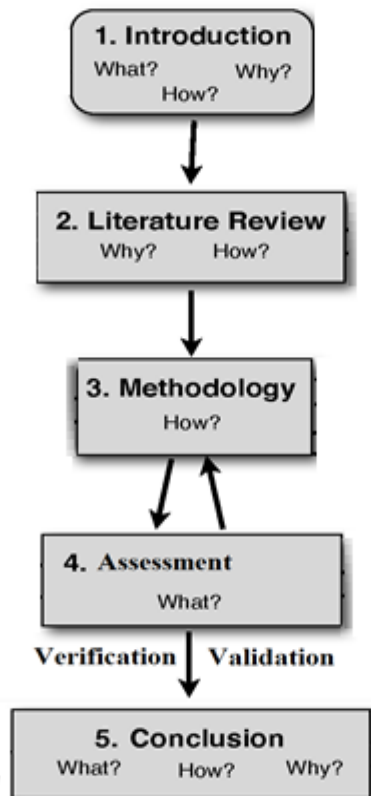 1. Introduction
What? Why?
How?
2. Literature Review
Why? How?
3. Methodology
How?
4. Assessment
What?
Verification Validation
5. Conclusion
What? How? Why?